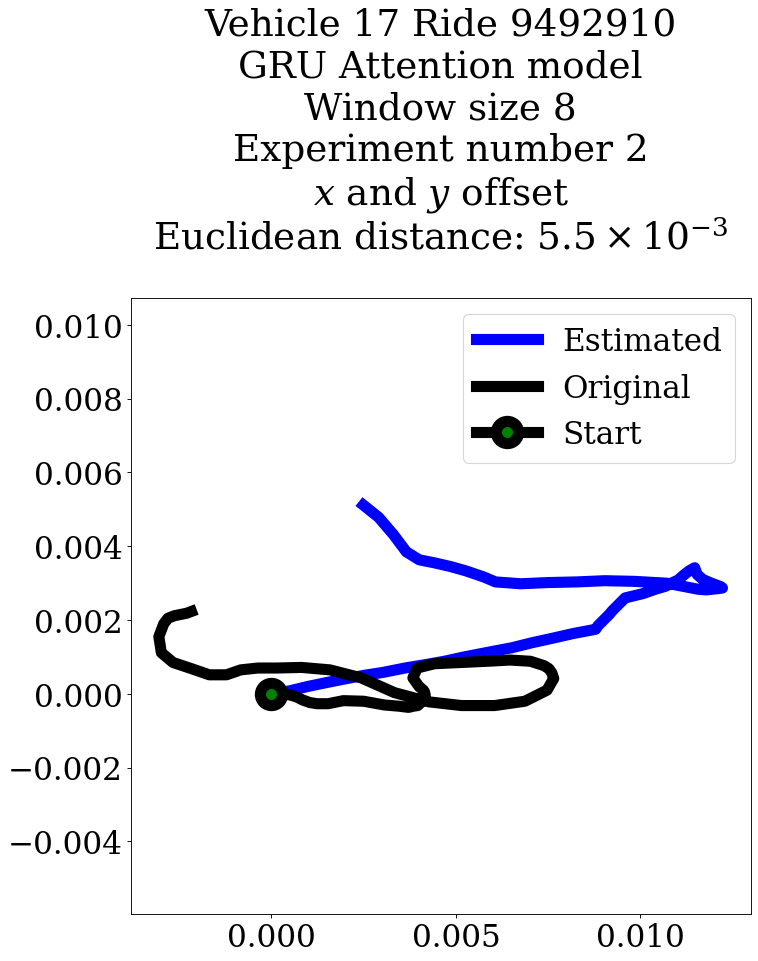 Vehicle 17 Ride 9492910
GRU Attention model
Window size 8
Experiment number 2
x and y offset
Euclidean distance: 5.5 × 10⁻³
Estimated
Original
Start
0.010
0.008
0.006
0.004
0.002
0.000
−0.002
−0.004
0.000 0.005 0.010